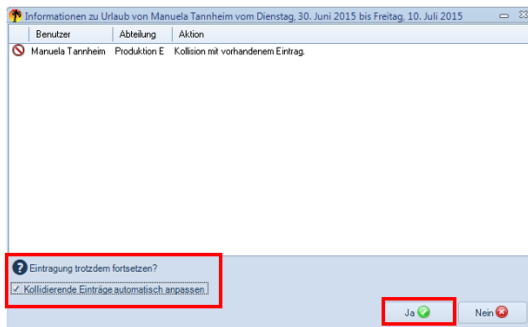 Informationen zu Urlaub von Manuela Tannheim vom Dienstag, 30. Juni 2015 bis Freitag, 10. Juli 2015
Benutzer Abteilung Aktion
Manuela Tannheim Produktion E Kollision mit vorhandenem Eintrag.
Eintragung trotzdem fortsetzen?
Kollidierende Einträge automatisch anpassen
Ja Nein